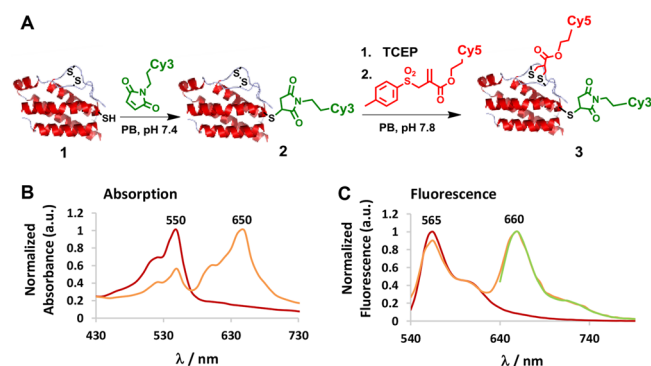 A
Cy3
S
S
SH
1
O
N
O
PB, pH 7.4
S
S
S
O
N
O
Cy3
2
1. TCEP
2.
Cy5
O₂
S
O
O
PB, pH 7.8
Cy5
O
O
S
S
S
O
N
O
Cy3
3
B
Absorption
550
650
Normalized
Absorbance (a.u.)
1.2
1
0.8
0.6
0.4
0.2
0
430
530
630
730
λ / nm
C
Fluorescence
565
660
Normalized
Fluorescence (a.u.)
1.2
1
0.8
0.6
0.4
0.2
0
540
640
740
λ / nm